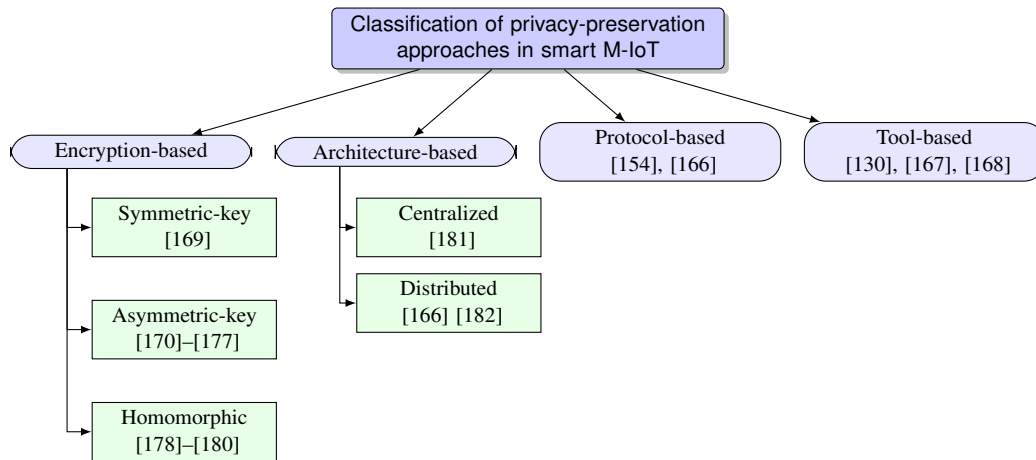 Classification of privacy-preservation
approaches in smart M-IoT
Encryption-based
Architecture-based
Protocol-based
[154], [166]
Tool-based
[130], [167], [168]
Symmetric-key
[169]
Asymmetric-key
[170]–[177]
Homomorphic
[178]–[180]
Centralized
[181]
Distributed
[166] [182]